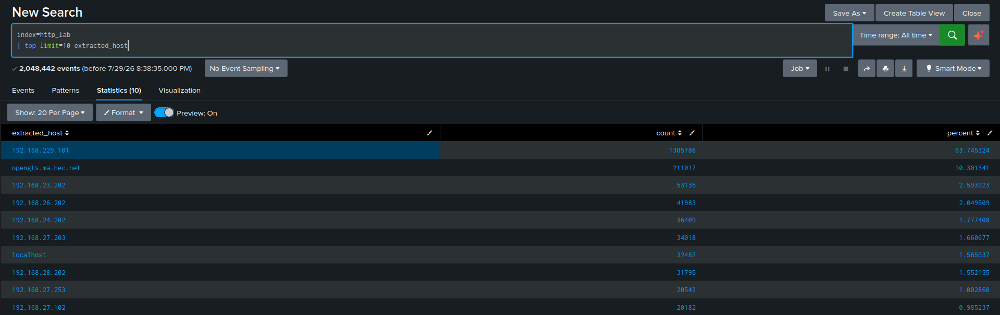 New Search
Save As
Create Table View
Close
index=http_lab
| top limit=10 extracted_host
Time range: All time
2,048,442 events (before 7/29/26 8:38:35.000 PM)
No Event Sampling
Job
Smart Mode
Events
Patterns
Statistics (10)
Visualization
Show: 20 Per Page
Format
Preview: On
extracted_host count percent
192.168.229.101 1305786 63.745324
opengts.ma.hec.net 211017 10.301341
192.168.23.202 53135 2.593923
192.168.26.202 41983 2.049509
192.168.24.202 36409 1.777400
192.168.27.203 34018 1.660677
localhost 32487 1.585937
192.168.28.202 31795 1.552155
192.168.27.253 20543 1.002860
192.168.27.102 20182 0.985237